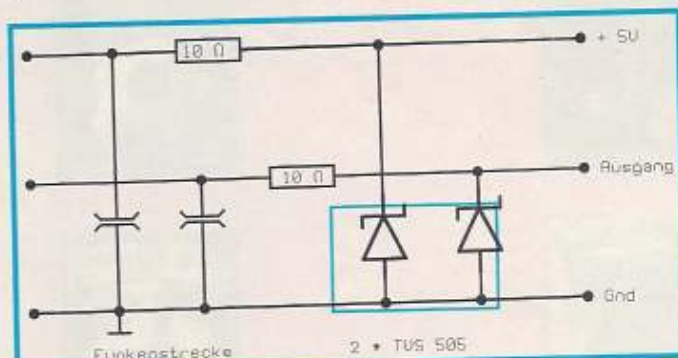 10 Ω
+ 5V
10 Ω
Ausgang
Gnd
Funkenstrecke
2 * TVS 505